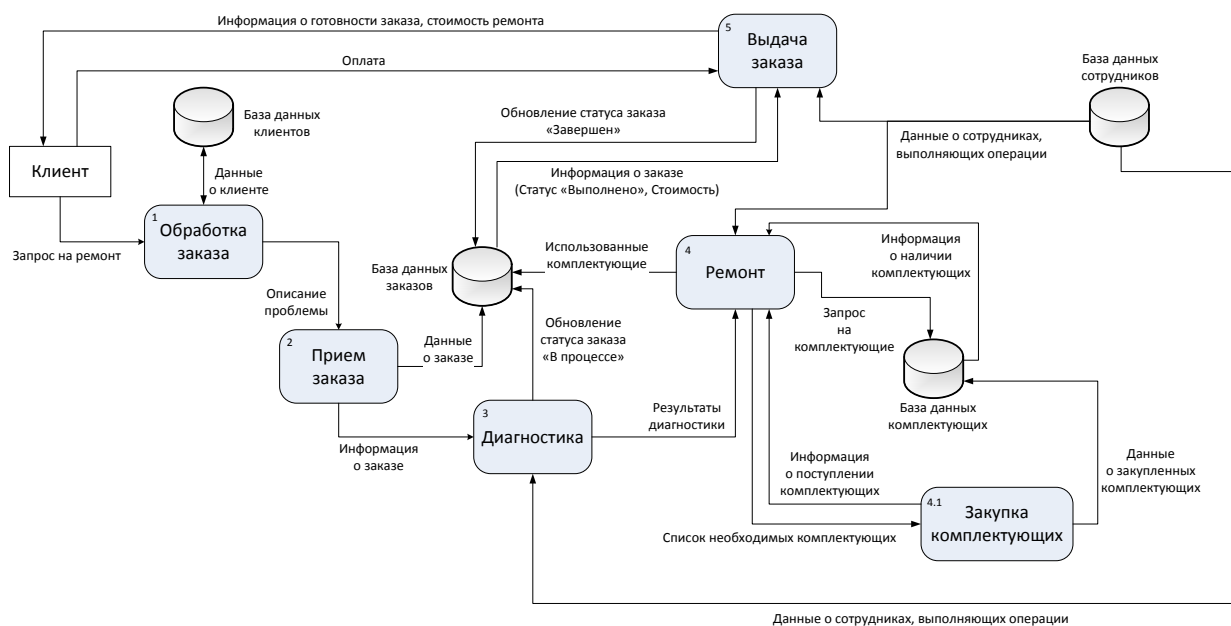 Информация о готовности заказа, стоимость ремонта
5
Выдача
заказа
Оплата
База данных
сотрудников
База данных
клиентов
Обновление статуса заказа
«Завершен»
Данные о сотрудниках,
выполняющих операции
Клиент
Данные
о клиенте
Информация о заказе
(Статус «Выполнено», Стоимость)
1
Обработка
заказа
Запрос на ремонт
База данных
заказов
Использованные
комплектующие
4
Ремонт
Информация
о наличии
комплектующих
Описание
проблемы
Обновление
статуса заказа
«В процессе»
Запрос
на
комплектующие
2
Прием
заказа
Данные
о заказе
База данных
комплектующих
3
Диагностика
Результаты
диагностики
Информация
о заказе
Информация
о поступлении
комплектующих
Данные
о закупленных
комплектующих
4.1
Закупка
комплектующих
Список необходимых комплектующих
Данные о сотрудниках, выполняющих операции